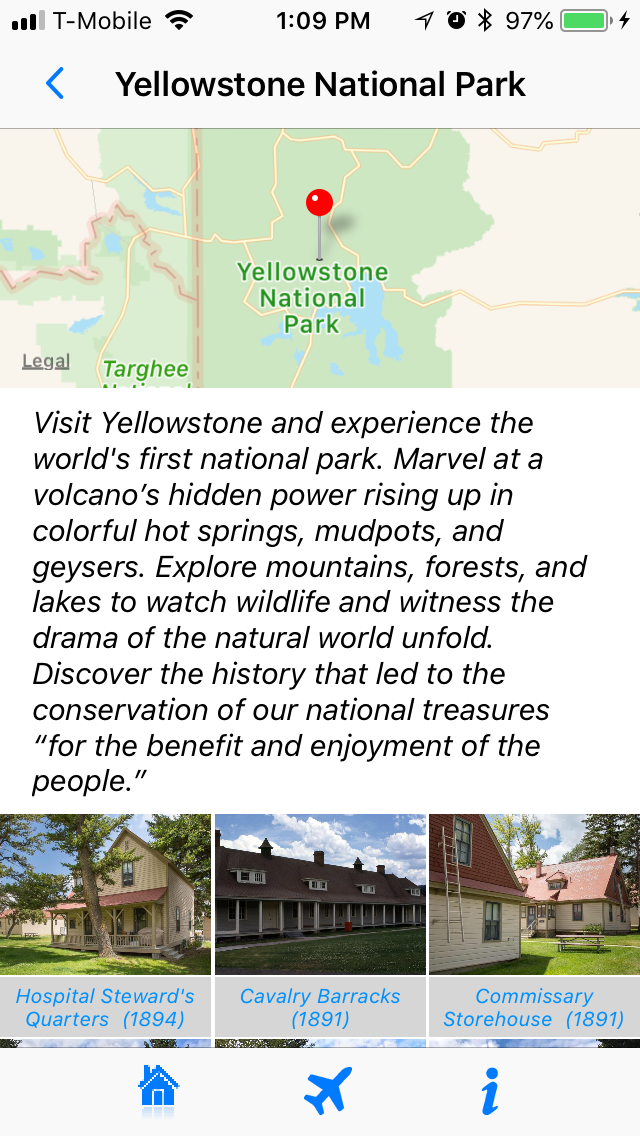 T-Mobile 1:09 PM 97%
Yellowstone National Park
Yellowstone
National
Park
Legal
Targhee
Visit Yellowstone and experience the
world's first national park. Marvel at a
volcano’s hidden power rising up in
colorful hot springs, mudpots, and
geysers. Explore mountains, forests, and
lakes to watch wildlife and witness the
drama of the natural world unfold.
Discover the history that led to the
conservation of our national treasures
“for the benefit and enjoyment of the
people.”
Hospital Steward's
Quarters (1894)
Cavalry Barracks
(1891)
Commissary
Storehouse (1891)